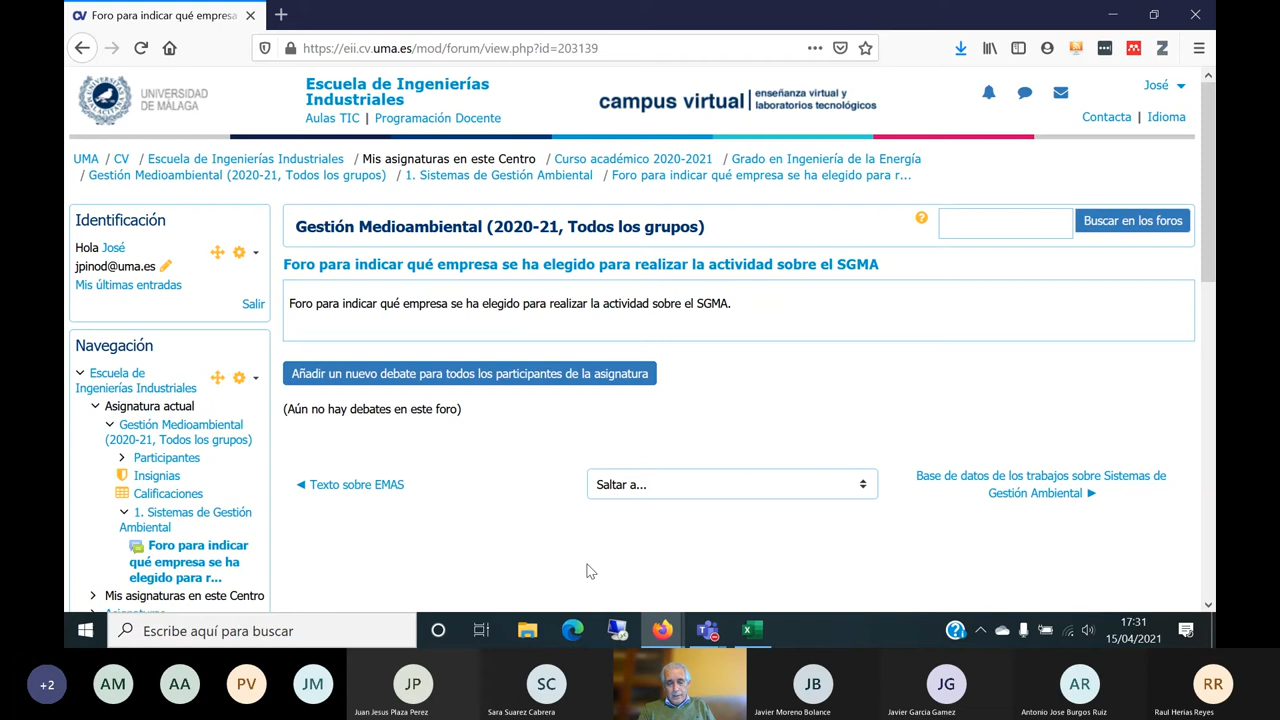 Foro para indicar qué empresa
https://eii.cv.uma.es/mod/forum/view.php?id=203139
UNIVERSIDAD
DE MÁLAGA
Escuela de Ingenierías
Industriales
Aulas TIC | Programación Docente
campus virtual | enseñanza virtual y
laboratorios tecnológicos
José
Contacta | Idioma
UMA / CV / Escuela de Ingenierías Industriales / Mis asignaturas en este Centro / Curso académico 2020-2021 / Grado en Ingeniería de la Energía
/ Gestión Medioambiental (2020-21, Todos los grupos) / 1. Sistemas de Gestión Ambiental / Foro para indicar qué empresa se ha elegido para r...
Identificación
Hola José
jpinod@uma.es
Mis últimas entradas
Salir
Navegación
Escuela de
Ingenierías Industriales
Asignatura actual
Gestión Medioambiental
(2020-21, Todos los grupos)
Participantes
Insignias
Calificaciones
1. Sistemas de Gestión
Ambiental
Foro para indicar
qué empresa se ha
elegido para r...
Mis asignaturas en este Centro
Asignaturas
Gestión Medioambiental (2020-21, Todos los grupos)
Buscar en los foros
Foro para indicar qué empresa se ha elegido para realizar la actividad sobre el SGMA
Foro para indicar qué empresa se ha elegido para realizar la actividad sobre el SGMA.
Añadir un nuevo debate para todos los participantes de la asignatura
(Aún no hay debates en este foro)
◄ Texto sobre EMAS
Saltar a...
Base de datos de los trabajos sobre Sistemas de
Gestión Ambiental ►
Escribe aquí para buscar
17:31
15/04/2021
+2
AM
AA
PV
JM
JP
Juan Jesus Plaza Perez
SC
Sara Suarez Cabrera
JB
Javier Moreno Bolance
JG
Javier Garcia Gamez
AR
Antonio Jose Burgos Ruiz
RR
Raul Herias Reyes